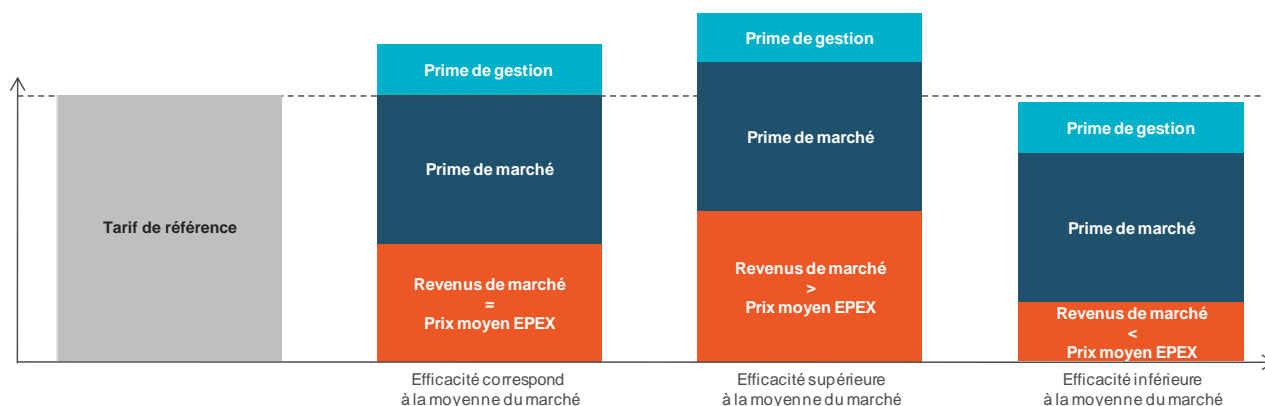 Tarif de référence
Prime de gestion
Prime de marché
Revenus de marché
=
Prix moyen EPEX
Efficacité correspond
à la moyenne du marché
Prime de gestion
Prime de marché
Revenus de marché
>
Prix moyen EPEX
Efficacité supérieure
à la moyenne du marché
Prime de gestion
Prime de marché
Revenus de marché
<
Prix moyen EPEX
Efficacité inférieure
à la moyenne du marché